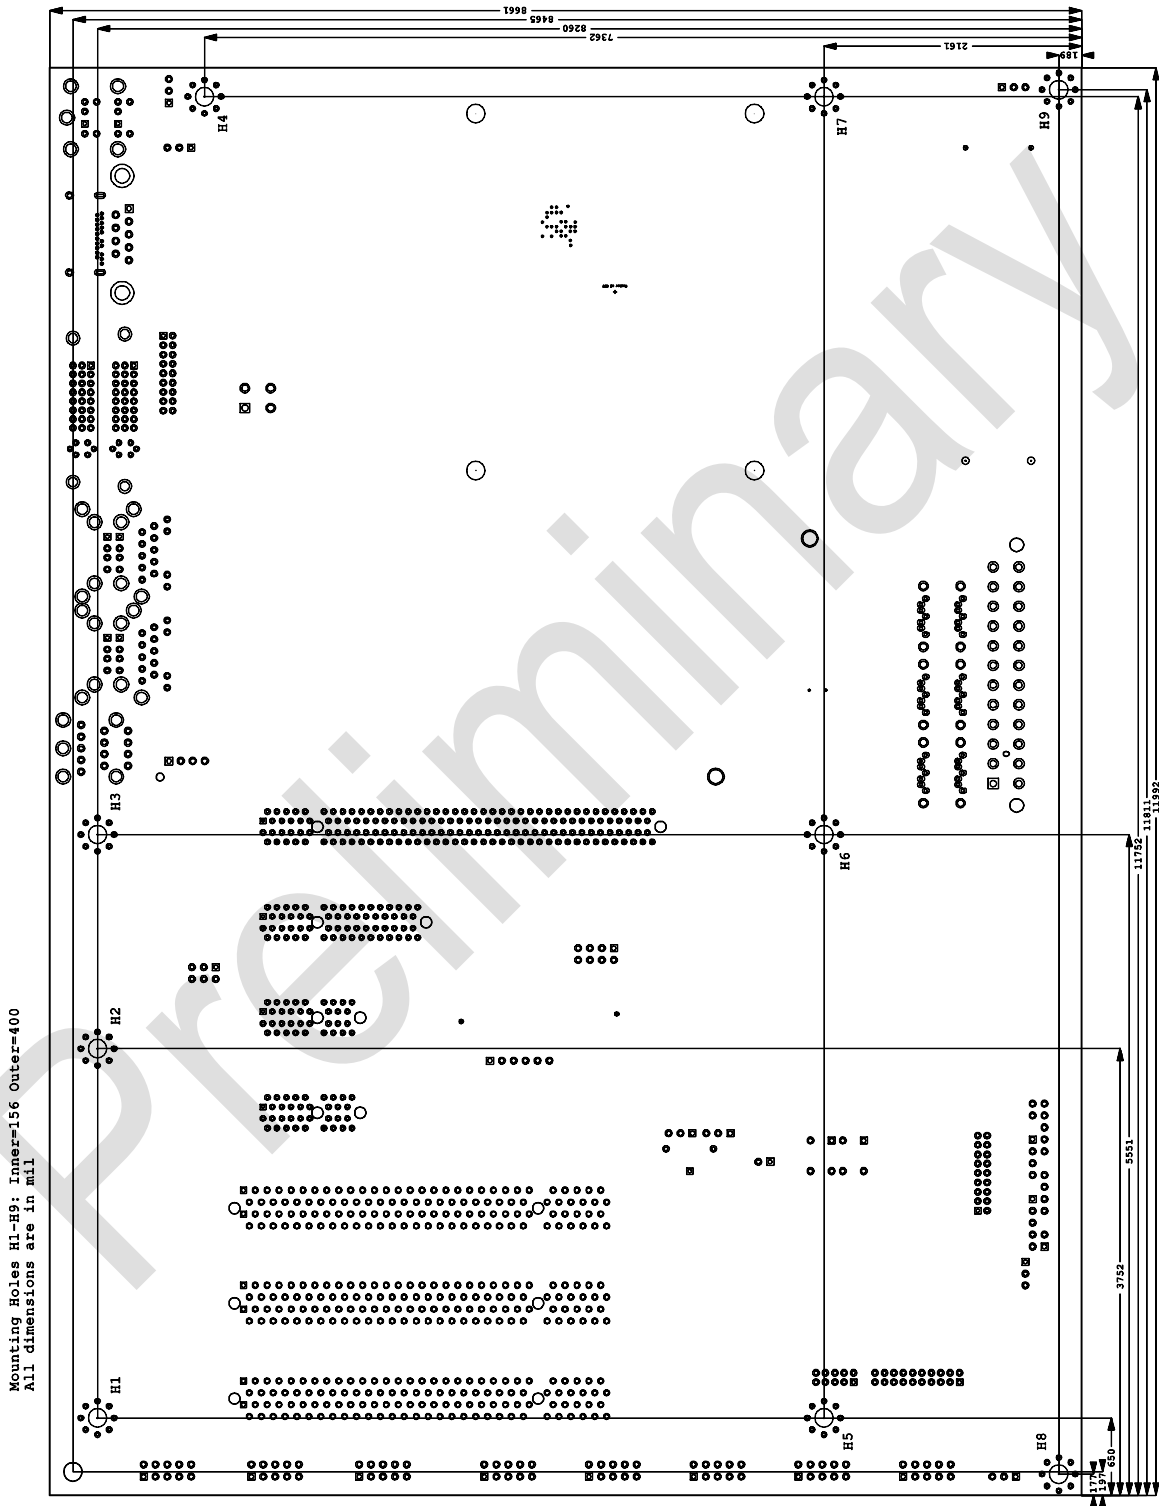 8661
8465
8260
7362
2161
189
H4
H7
H9
H3
H6
H2
H1
H5
H8
11992
11811
11752
5551
3752
650
197
177
Mounting Holes H1-H9: Inner=156 Outer=400
All dimensions are in mil
Preliminary